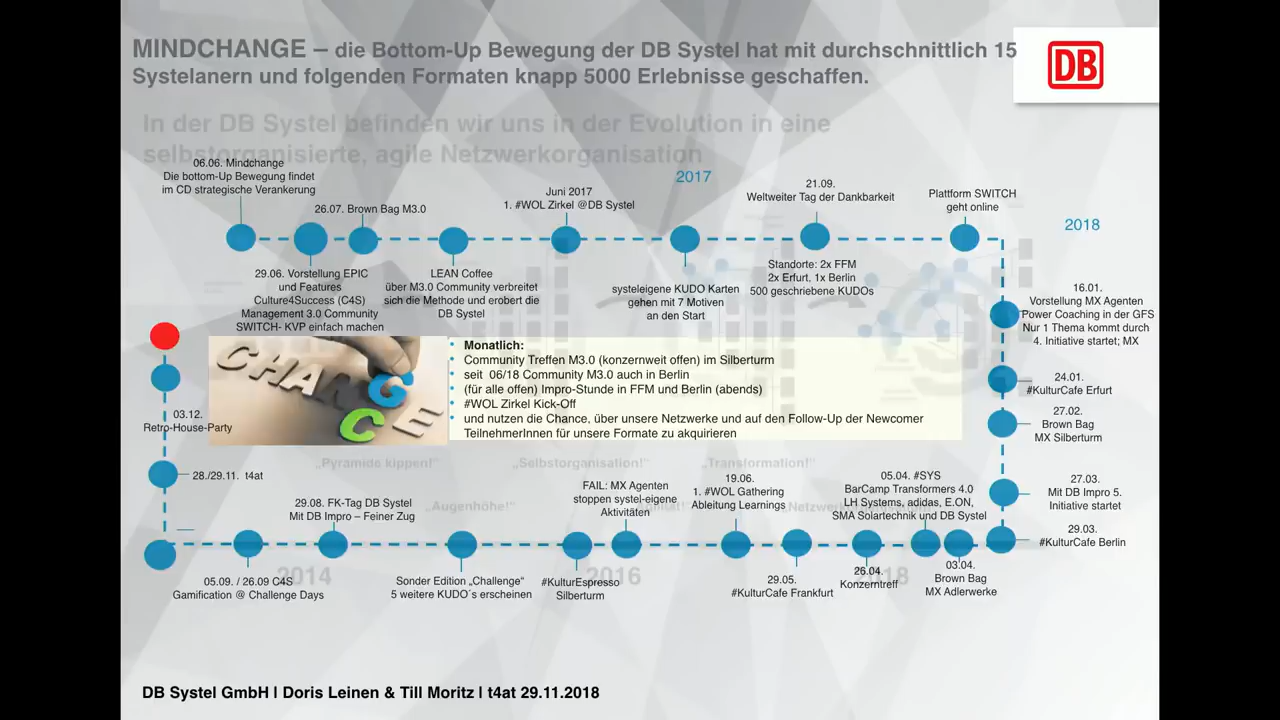 MINDCHANGE – die Bottom-Up Bewegung der DB Systel hat mit durchschnittlich 15
Systelanern und folgenden Formaten knapp 5000 Erlebnisse geschaffen.
DB
In der DB Systel befinden wir uns in der Evolution in eine
selbstorganisierte, agile Netzwerkorganisation
06.06. Mindchange
Die bottom-Up Bewegung findet
im CD strategische Verankerung
26.07. Brown Bag M3.0
Juni 2017
1. #WOL Zirkel @DB Systel
2017
21.09.
Weltweiter Tag der Dankbarkeit
Plattform SWITCH
geht online
2018
29.06. Vorstellung EPIC
und Features
Culture4Success (C4S)
Management 3.0 Community
SWITCH- KVP einfach machen
LEAN Coffee
über M3.0 Community verbreitet
sich die Methode und erobert die
DB Systel
systeleigene KUDO Karten
gehen mit 7 Motiven
an den Start
Standorte: 2x FFM
2x Erfurt, 1x Berlin
500 geschriebene KUDOs
16.01.
Vorstellung MX Agenten
Power Coaching in der GFS
Nur 1 Thema kommt durch
4. Initiative startet; MX
CHANGE
C
Monatlich:
Community Treffen M3.0 (konzernweit offen) im Silberturm
seit 06/18 Community M3.0 auch in Berlin
(für alle offen) Impro-Stunde in FFM und Berlin (abends)
#WOL Zirkel Kick-Off
und nutzen die Chance, über unsere Netzwerke und auf den Follow-Up der Newcomer
TeilnehmerInnen für unsere Formate zu akquirieren
24.01.
#KulturCafe Erfurt
27.02.
Brown Bag
MX Silberturm
03.12.
Retro-House-Party
„Pyramide kippen!“
„Selbstorganisation!“
„Transformation!“
28./29.11. t4at
29.08. FK-Tag DB Systel
Mit DB Impro – Feiner Zug
„Augenhöhe!“
FAIL: MX Agenten
stoppen systel-eigene
Aktivitäten
19.06.
1. #WOL Gathering
Ableitung Learnings
05.04. #SYS
BarCamp Transformers 4.0
LH Systems, adidas, E.ON,
SMA Solartechnik und DB Systel
27.03.
Mit DB Impro 5.
Initiative startet
29.03.
#KulturCafe Berlin
05.09. / 26.09 C4S
Gamification @ Challenge Days
2014
Sonder Edition „Challenge“
5 weitere KUDO´s erscheinen
#KulturEspresso
Silberturm
2016
29.05.
#KulturCafe Frankfurt
26.04.
Konzerntreff
2018
03.04.
Brown Bag
MX Adlerwerke
DB Systel GmbH I Doris Leinen & Till Moritz I t4at 29.11.2018